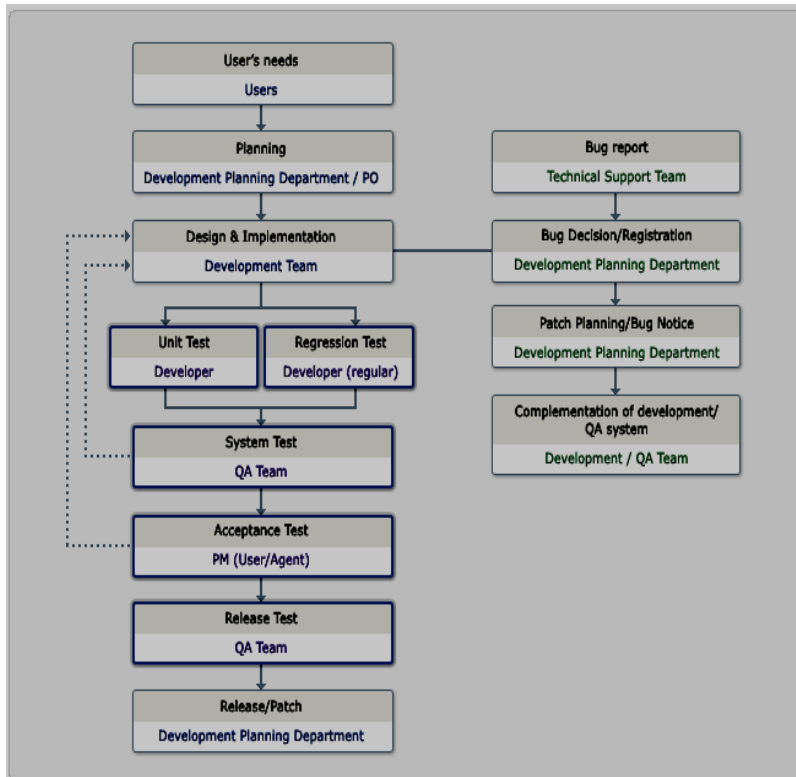 User's needs
Users
Planning
Development Planning Department / PO
Design & Implementation
Development Team
Unit Test
Developer
Regression Test
Developer (regular)
System Test
QA Team
Acceptance Test
PM (User/Agent)
Release Test
QA Team
Release/Patch
Development Planning Department
Bug report
Technical Support Team
Bug Decision/Registration
Development Planning Department
Patch Planning/Bug Notice
Development Planning Department
Complementation of development/
QA system
Development / QA Team